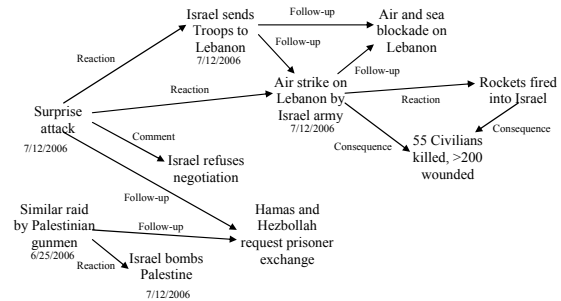 Israel sends
Troops to
Lebanon
7/12/2006
Follow-up
Air and sea
blockade on
Lebanon
Follow-up
Reaction
Follow-up
Reaction
Air strike on
Lebanon by
Israel army
7/12/2006
Reaction
Rockets fired
into Israel
Surprise
attack
7/12/2006
Comment
Israel refuses
negotiation
Consequence
55 Civilians
killed, >200
wounded
Consequence
Follow-up
Similar raid
by Palestinian
gunmen
6/25/2006
Follow-up
Hamas and
Hezbollah
request prisoner
exchange
Reaction
Israel bombs
Palestine
7/12/2006